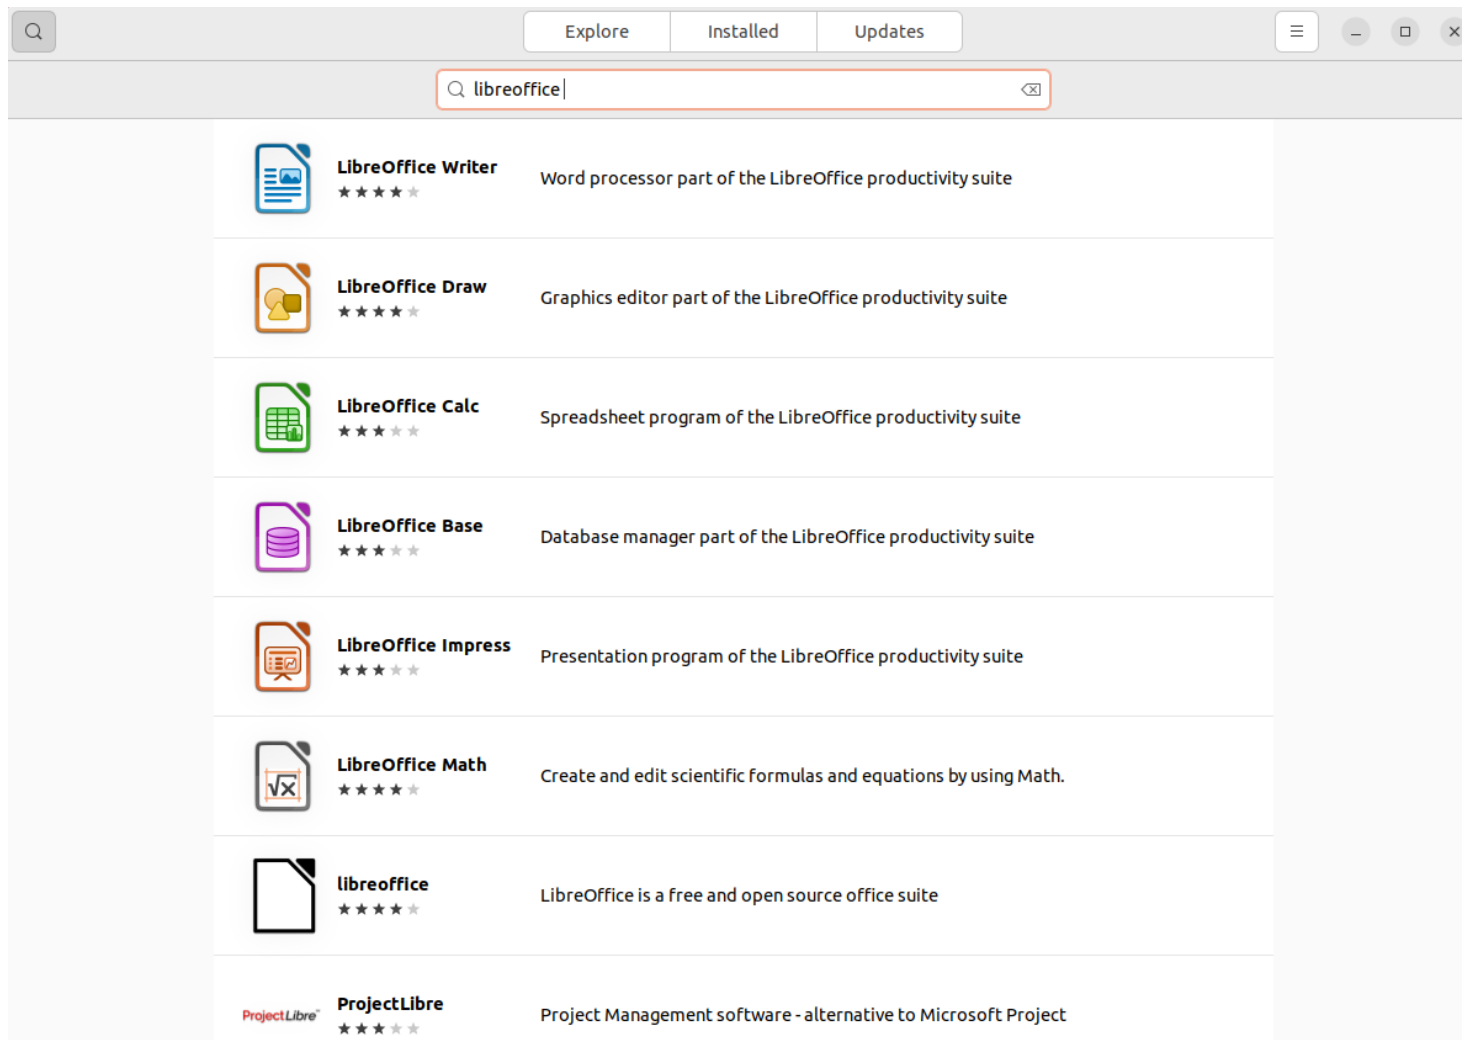 Explore Installed Updates
libreoffice
LibreOffice Writer
Word processor part of the LibreOffice productivity suite
LibreOffice Draw
Graphics editor part of the LibreOffice productivity suite
LibreOffice Calc
Spreadsheet program of the LibreOffice productivity suite
LibreOffice Base
Database manager part of the LibreOffice productivity suite
LibreOffice Impress
Presentation program of the LibreOffice productivity suite
LibreOffice Math
Create and edit scientific formulas and equations by using Math.
√x
libreoffice
LibreOffice is a free and open source office suite
ProjectLibre™
ProjectLibre
Project Management software - alternative to Microsoft Project